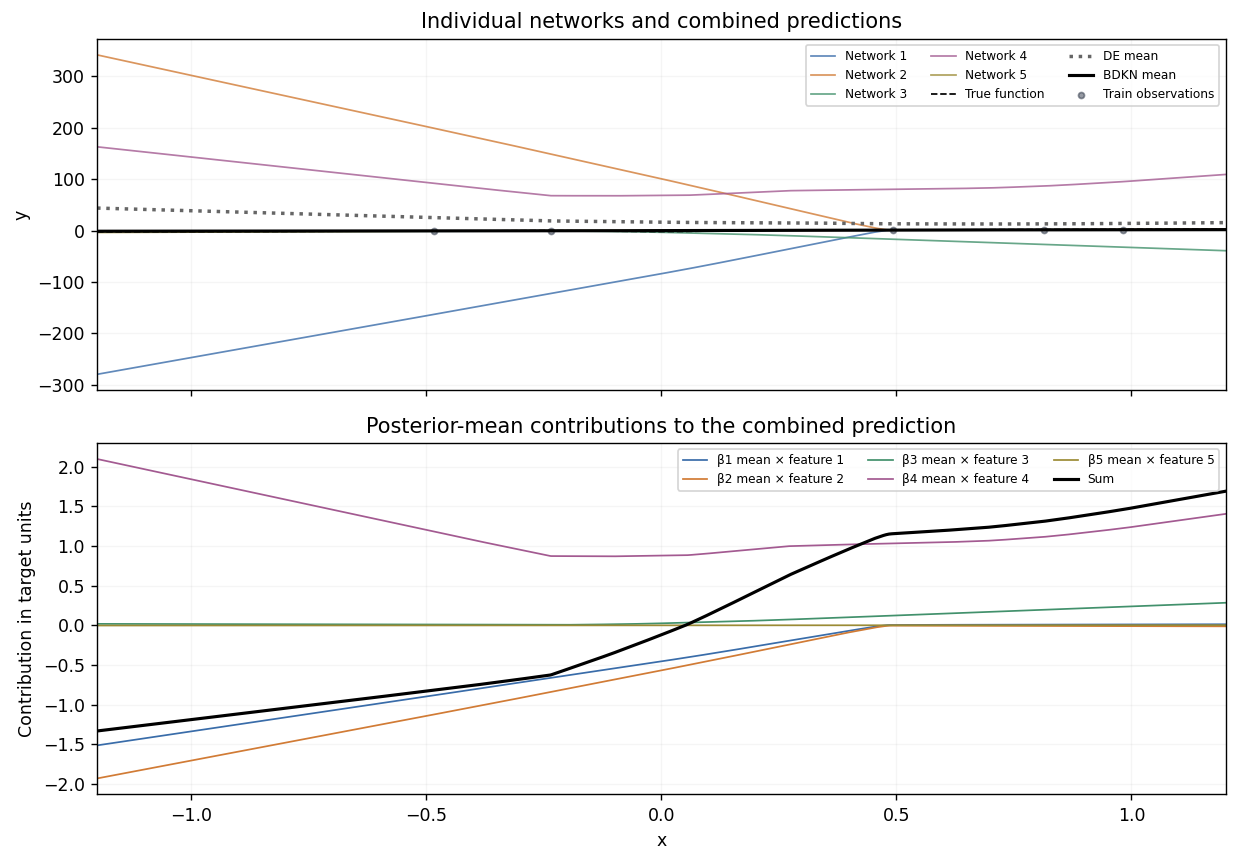 Individual networks and combined predictions
Network 1 Network 4 DE mean
Network 2 Network 5 BDKN mean
Network 3 True function Train observations
300
200
100
0
−100
−200
−300
y
Posterior-mean contributions to the combined prediction
β1 mean × feature 1 β3 mean × feature 3 β5 mean × feature 5
β2 mean × feature 2 β4 mean × feature 4 Sum
2.0
1.5
1.0
0.5
0.0
−0.5
−1.0
−1.5
−2.0
Contribution in target units
−1.0 −0.5 0.0 0.5 1.0
x